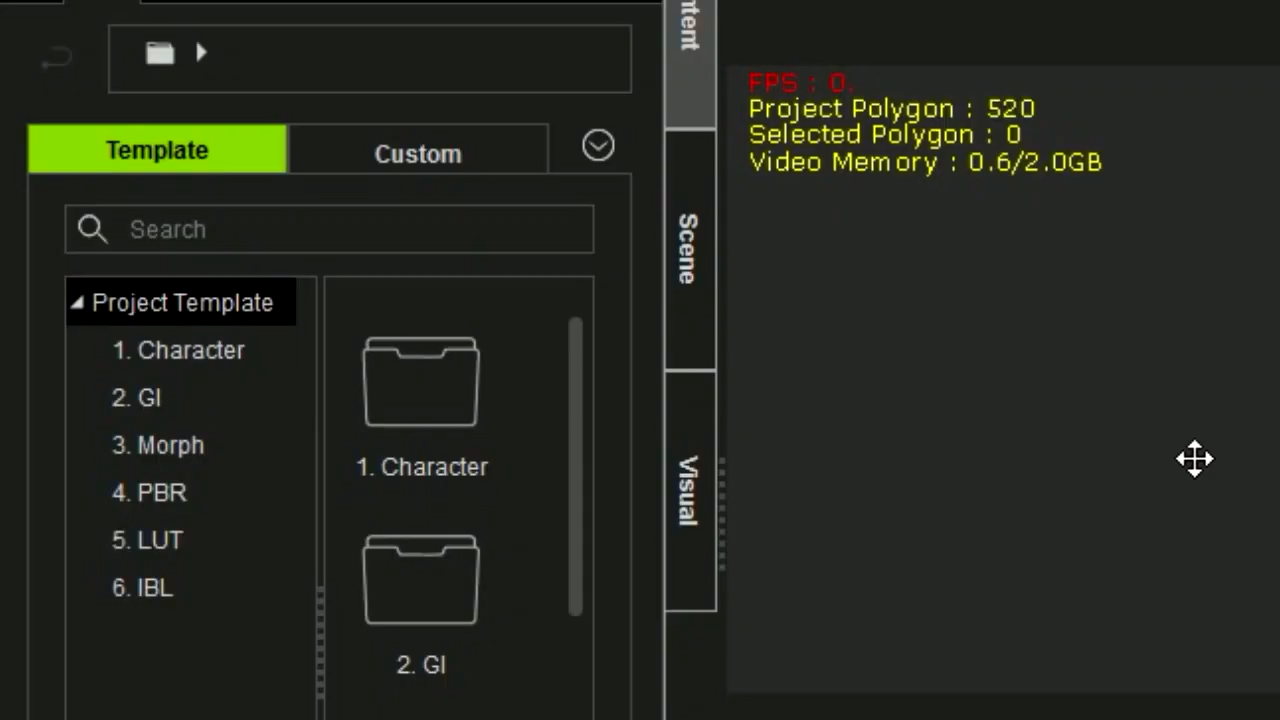 Template
Custom
Search
Project Template
1. Character
2. GI
3. Morph
4. PBR
5. LUT
6. IBL
1. Character
2. GI
Scene
Visual
FPS : 0.
Project Polygon : 520
Selected Polygon : 0
Video Memory : 0.6/2.0GB